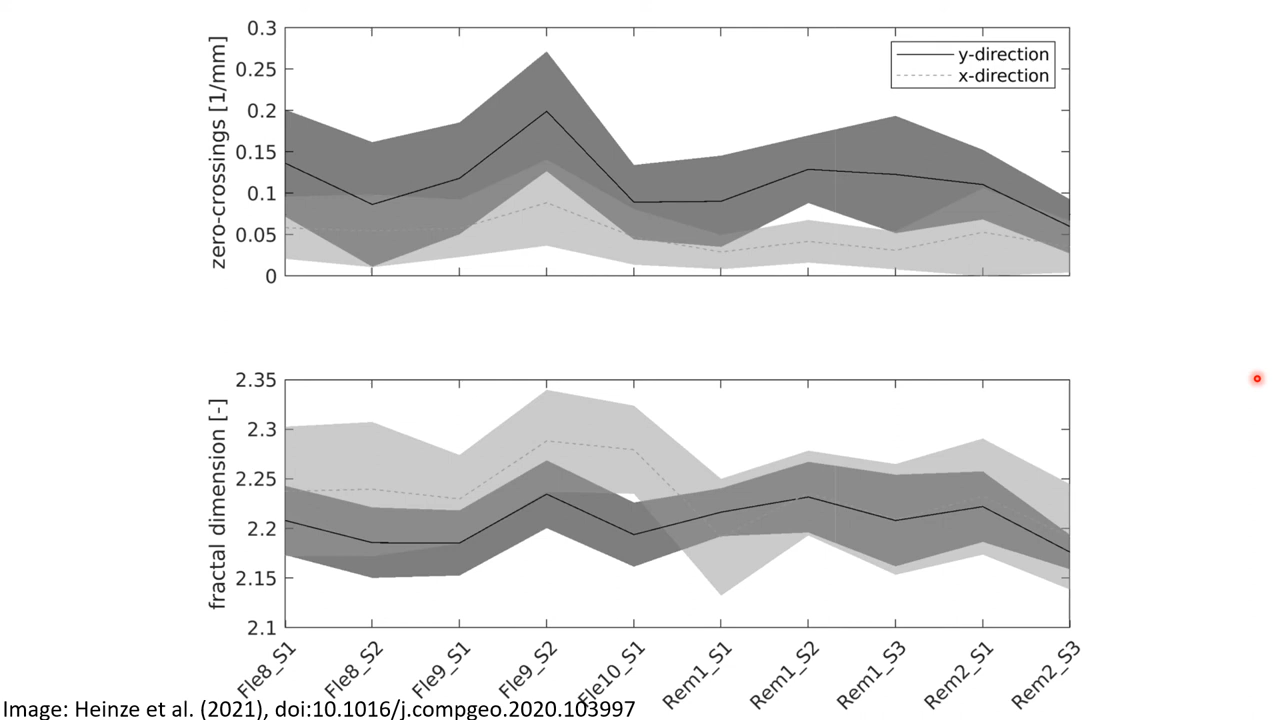 0.3
0.25
0.2
0.15
0.1
0.05
0
zero-crossings [1/mm]
y-direction
x-direction
2.35
2.3
2.25
2.2
2.15
2.1
fractal dimension [-]
Fle8_S1
Fle8_S2
Fle9_S1
Fle9_S2
Fle10_S1
Rem1_S1
Rem1_S2
Rem1_S3
Rem2_S1
Rem2_S3
Image: Heinze et al. (2021), doi:10.1016/j.compgeo.2020.103997